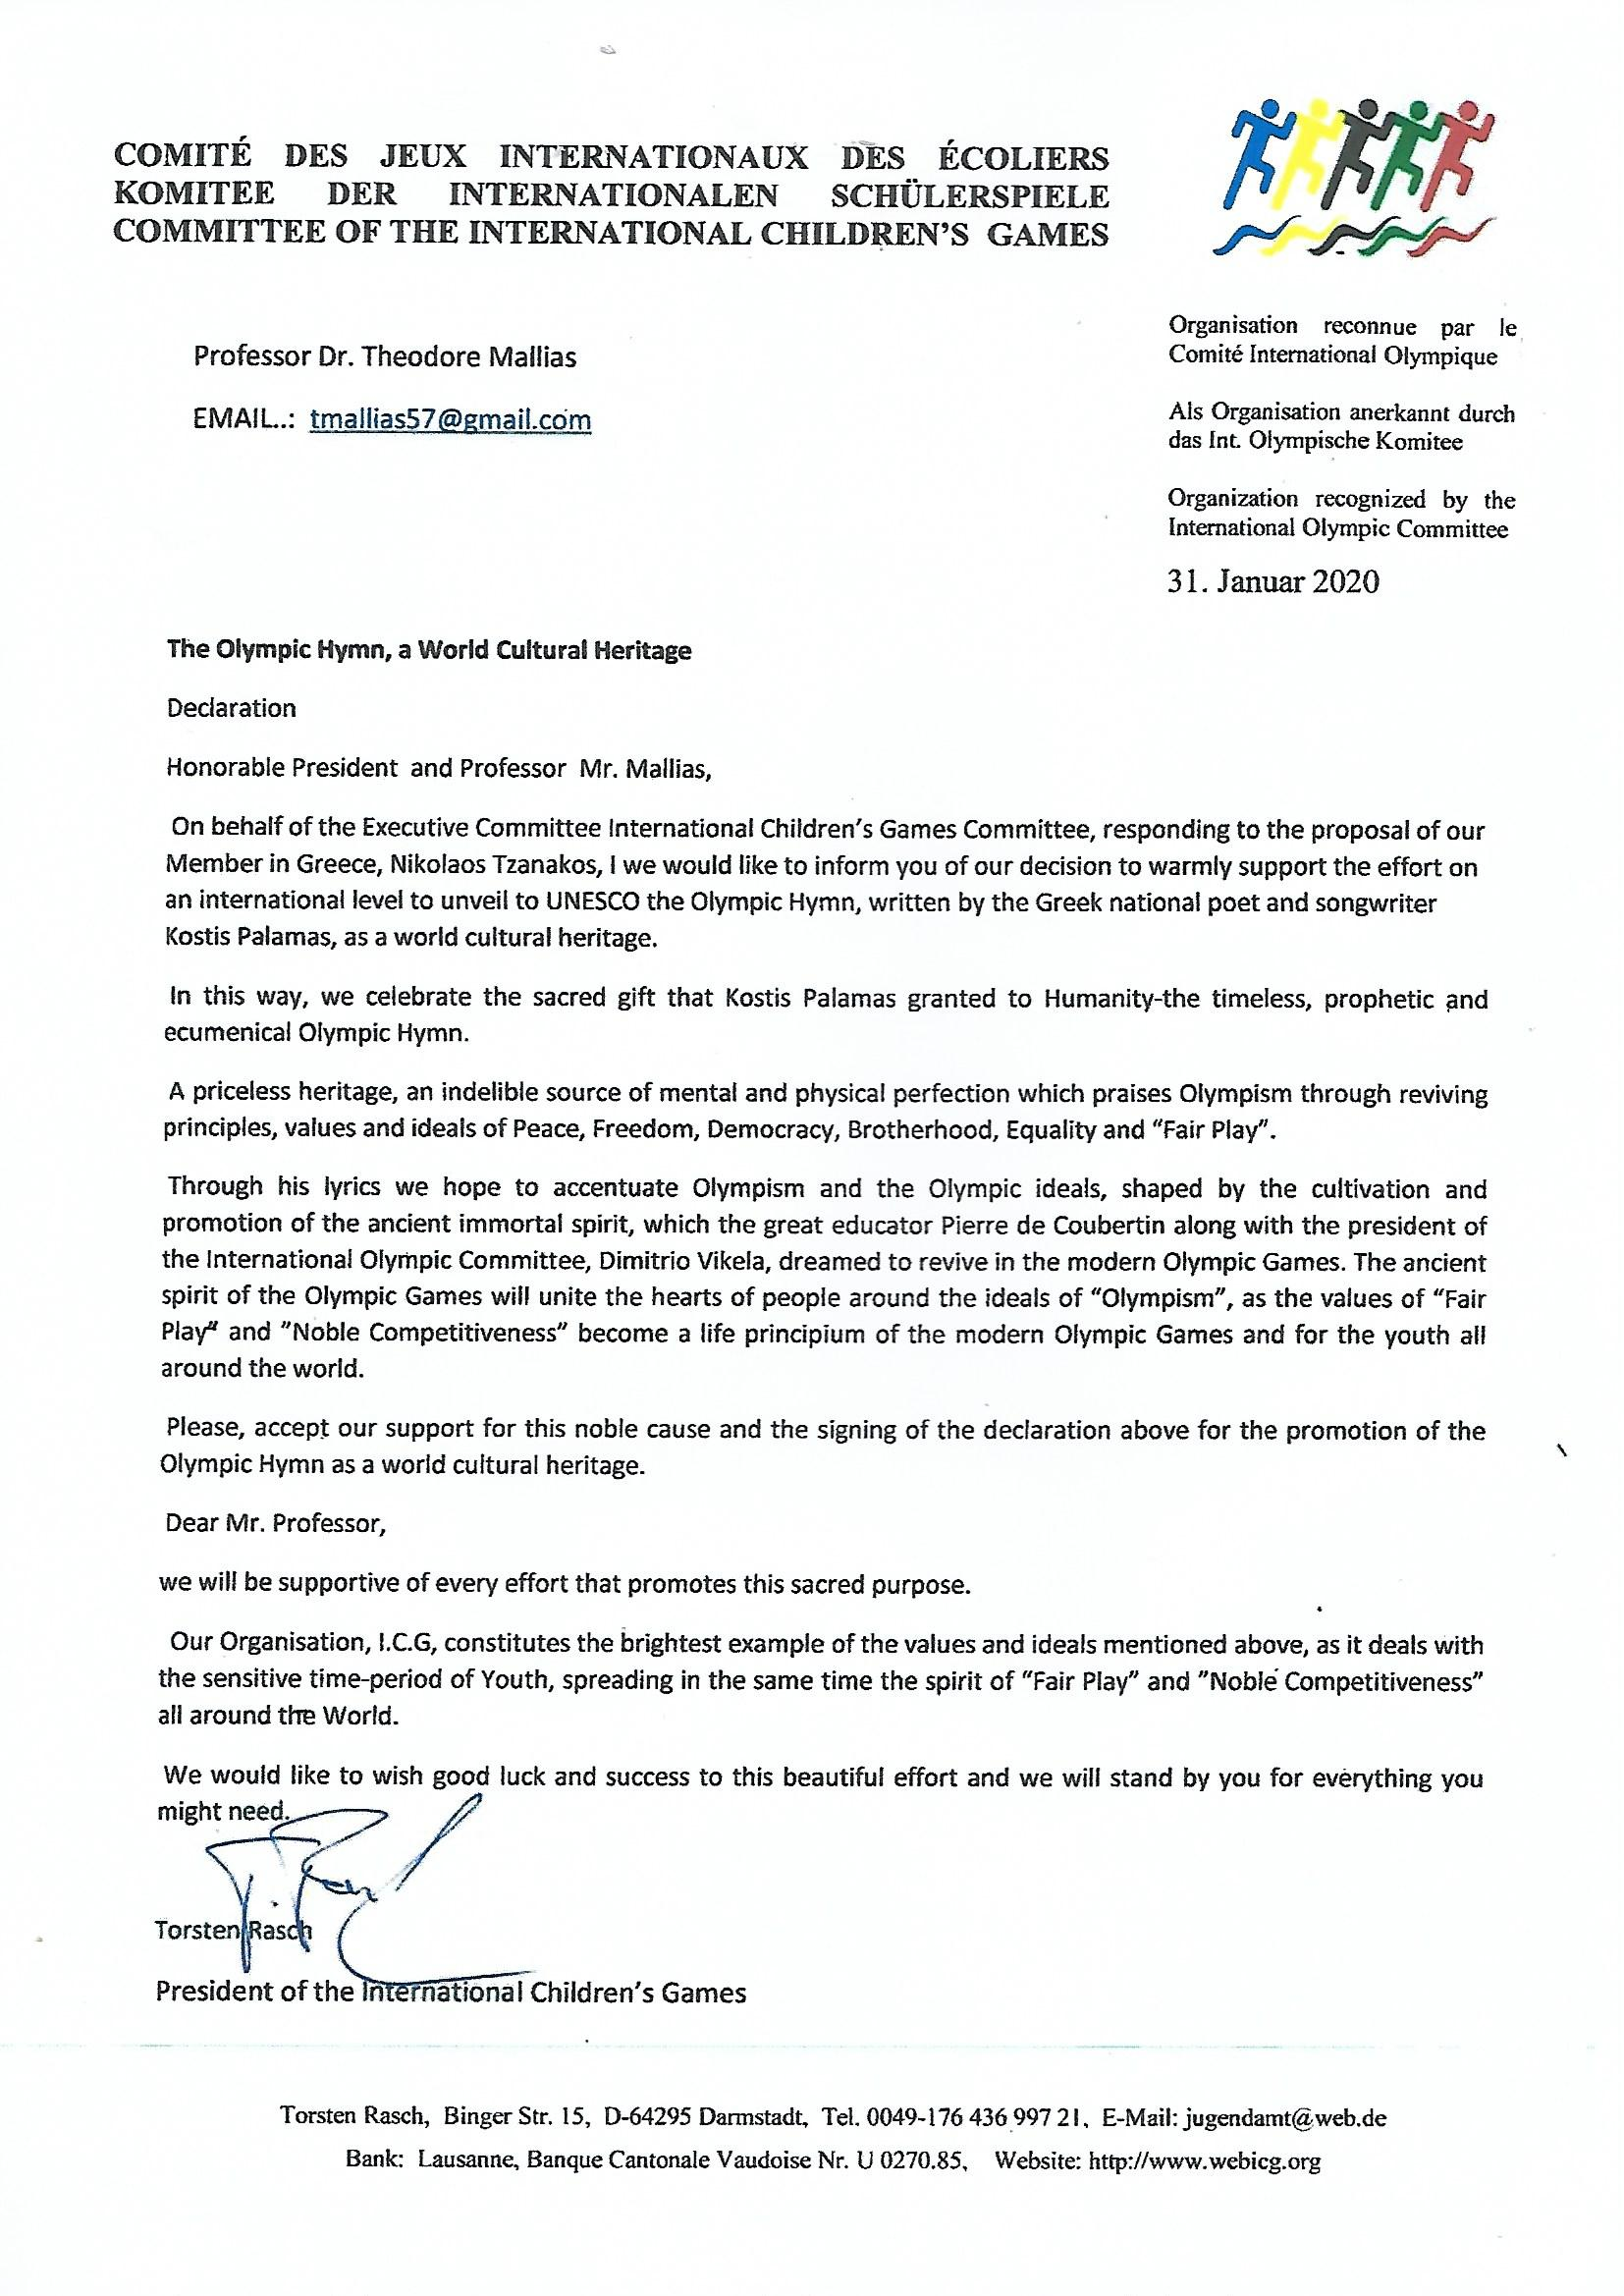 COMITÉ DES JEUX INTERNATIONAUX DES ÉCOLIERS
KOMITEE DER INTERNATIONALEN SCHÜLERSPIELE
COMMITTEE OF THE INTERNATIONAL CHILDREN'S GAMES
Professor Dr. Theodore Mallias
EMAIL..: tmallias57@gmail.com
Organisation reconnue par le
Comité International Olympique
Als Organisation anerkannt durch
das Int. Olympische Komitee
Organization recognized by the
International Olympic Committee
31. Januar 2020
The Olympic Hymn, a World Cultural Heritage
Declaration
Honorable President and Professor Mr. Mallias,
On behalf of the Executive Committee International Children's Games Committee, responding to the proposal of our
Member in Greece, Nikolaos Tzanakos, I we would like to inform you of our decision to warmly support the effort on
an international level to unveil to UNESCO the Olympic Hymn, written by the Greek national poet and songwriter
Kostis Palamas, as a world cultural heritage.
In this way, we celebrate the sacred gift that Kostis Palamas granted to Humanity-the timeless, prophetic and
ecumenical Olympic Hymn.
A priceless heritage, an indelible source of mental and physical perfection which praises Olympism through reviving
principles, values and ideals of Peace, Freedom, Democracy, Brotherhood, Equality and "Fair Play".
Through his lyrics we hope to accentuate Olympism and the Olympic ideals, shaped by the cultivation and
promotion of the ancient immortal spirit, which the great educator Pierre de Coubertin along with the president of
the International Olympic Committee, Dimitrio Vikela, dreamed to revive in the modern Olympic Games. The ancient
spirit of the Olympic Games will unite the hearts of people around the ideals of "Olympism", as the values of "Fair
Play" and "Noble Competitiveness" become a life principium of the modern Olympic Games and for the youth all
around the world.
Please, accept our support for this noble cause and the signing of the declaration above for the promotion of the
Olympic Hymn as a world cultural heritage.
Dear Mr. Professor,
we will be supportive of every effort that promotes this sacred purpose.
Our Organisation, I.C.G, constitutes the brightest example of the values and ideals mentioned above, as it deals with
the sensitive time-period of Youth, spreading in the same time the spirit of "Fair Play" and "Noble Competitiveness"
all around the World.
We would like to wish good luck and success to this beautiful effort and we will stand by you for everything you
might need.
Torsten Rasch
President of the International Children's Games
Torsten Rasch, Binger Str. 15, D-64295 Darmstadt, Tel. 0049-176 436 997 21, E-Mail: jugendamt@web.de
Bank: Lausanne, Banque Cantonale Vaudoise Nr. U 0270.85, Website: http://www.webicg.org